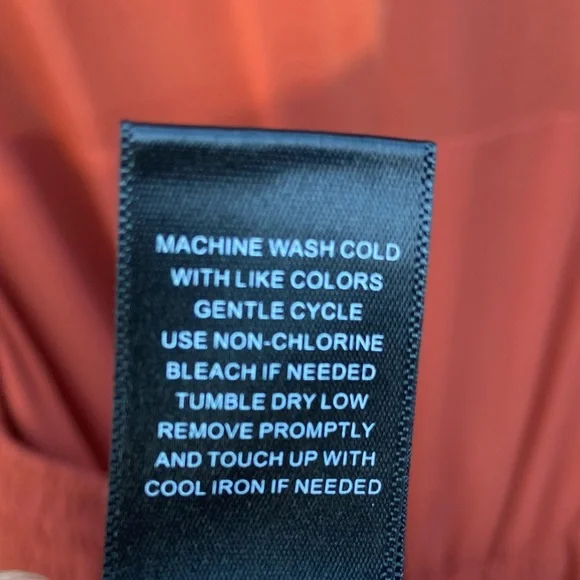 MACHINE WASH COLD
WITH LIKE COLORS
GENTLE CYCLE
USE NON-CHLORINE
BLEACH IF NEEDED
TUMBLE DRY LOW
REMOVE PROMPTLY
AND TOUCH UP WITH
COOL IRON IF NEEDED